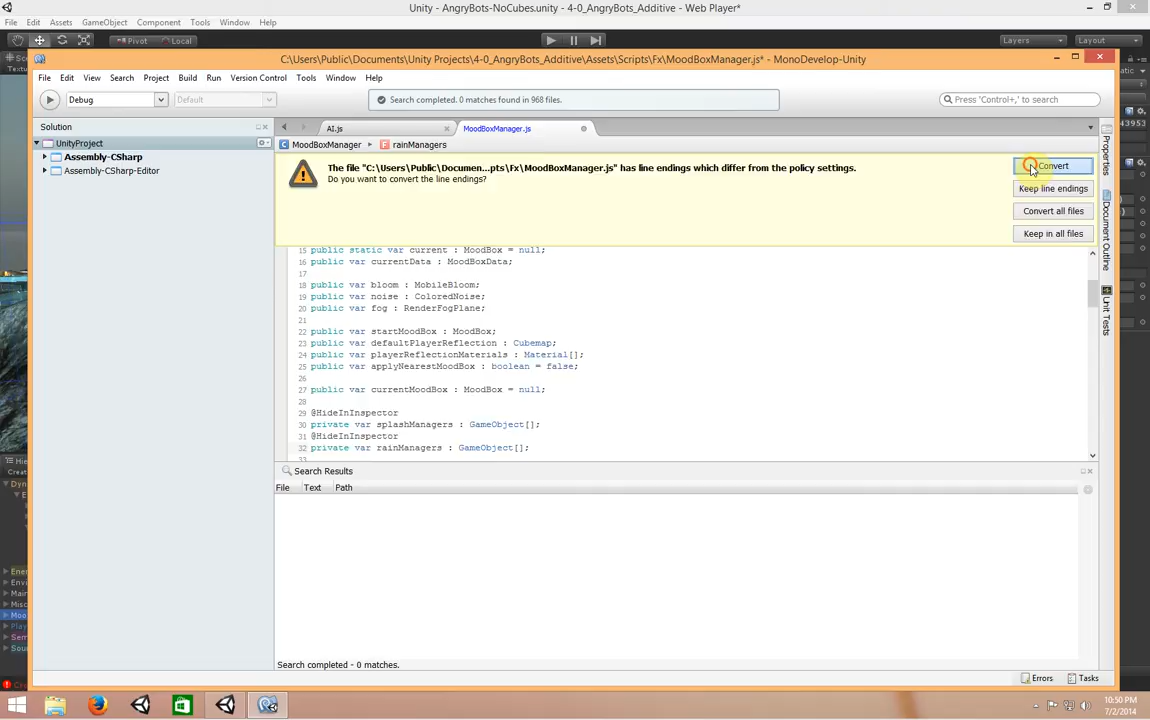 Unity - AngryBots-NoCubes.unity - 4-0_AngryBots_Additive - Web Player*
File Edit Assets GameObject Component Tools Window Help
Pivot Local Layers Layout
C:\Users\Public\Documents\Unity Projects\4-0_AngryBots_Additive\Assets\Scripts\Fx\MoodBoxManager.js* - MonoDevelop-Unity
File Edit View Search Project Build Run Version Control Tools Window Help
Debug Default Search completed. 0 matches found in 968 files. Press 'Control+,' to search
Solution
AI.js MoodBoxManager.js
UnityProject
MoodBoxManager rainManagers
Assembly-CSharp
Assembly-CSharp-Editor
The file "C:\Users\Public\Documen...pts\Fx\MoodBoxManager.js" has line endings which differ from the policy settings.
Do you want to convert the line endings?
Convert
Keep line endings
Convert all files
Keep in all files
Properties
Document Outline
Unit Tests
15 public static var current : MoodBox = null;
16 public var currentData : MoodBoxData;
17
18 public var bloom : MobileBloom;
19 public var noise : ColoredNoise;
20 public var fog : RenderFogPlane;
21
22 public var startMoodBox : MoodBox;
23 public var defaultPlayerReflection : Cubemap;
24 public var playerReflectionMaterials : Material[];
25 public var applyNearestMoodBox : boolean = false;
26
27 public var currentMoodBox : MoodBox = null;
28
29 @HideInInspector
30 private var splashManagers : GameObject[];
31 @HideInInspector
32 private var rainManagers : GameObject[];
33
Search Results
File Text Path
Search completed - 0 matches.
Errors Tasks
43953
10:50 PM
7/2/2014